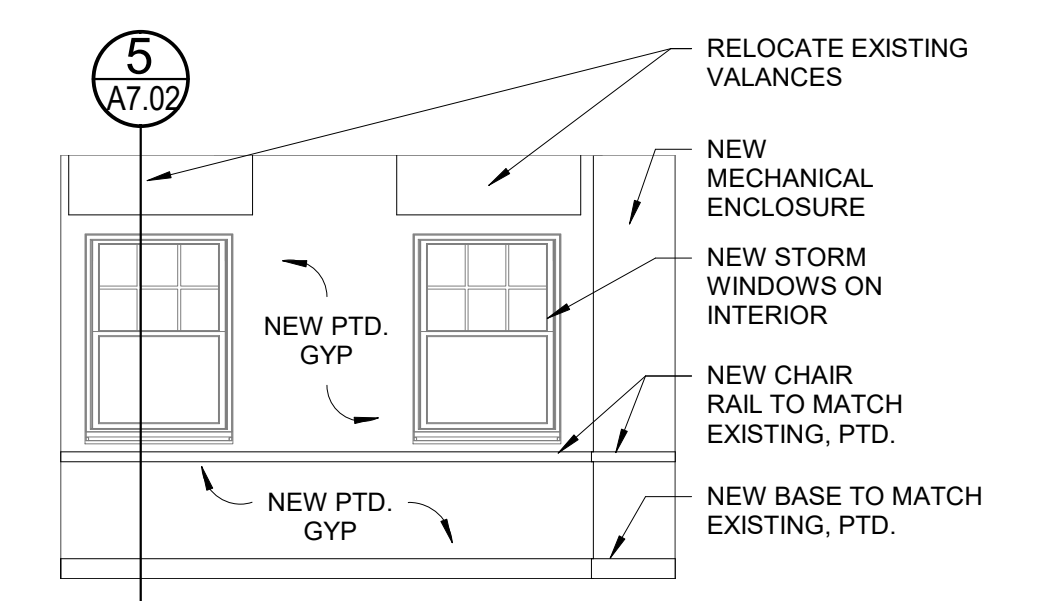 5
A7.02
RELOCATE EXISTING
VALANCES
NEW
MECHANICAL
ENCLOSURE
NEW STORM
WINDOWS ON
INTERIOR
NEW PTD.
GYP
NEW CHAIR
RAIL TO MATCH
EXISTING, PTD.
NEW PTD.
GYP
NEW BASE TO MATCH
EXISTING, PTD.